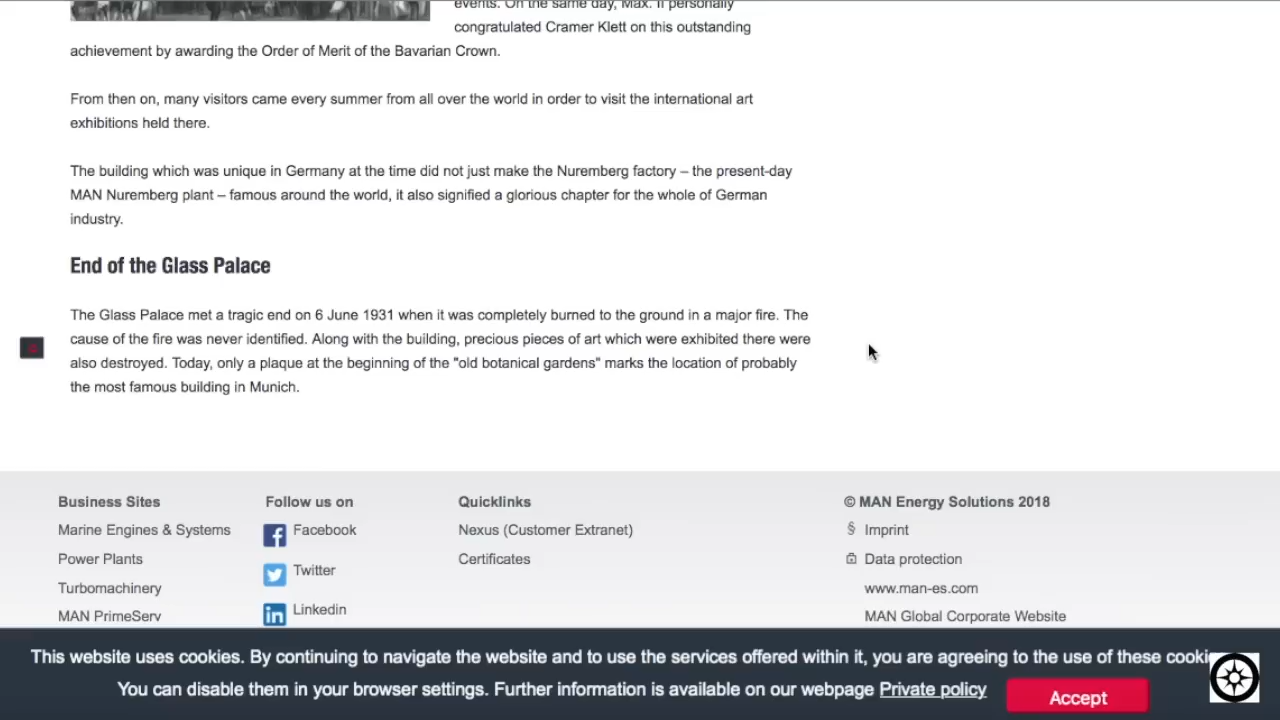 events. On the same day, Max. II personally
congratulated Cramer Klett on this outstanding
achievement by awarding the Order of Merit of the Bavarian Crown.
From then on, many visitors came every summer from all over the world in order to visit the international art
exhibitions held there.
The building which was unique in Germany at the time did not just make the Nuremberg factory – the present-day
MAN Nuremberg plant – famous around the world, it also signified a glorious chapter for the whole of German
industry.
End of the Glass Palace
The Glass Palace met a tragic end on 6 June 1931 when it was completely burned to the ground in a major fire. The
cause of the fire was never identified. Along with the building, precious pieces of art which were exhibited there were
also destroyed. Today, only a plaque at the beginning of the "old botanical gardens" marks the location of probably
the most famous building in Munich.
Business Sites
Marine Engines & Systems
Power Plants
Turbomachinery
MAN PrimeServ
Follow us on
Facebook
Twitter
Linkedin
Quicklinks
Nexus (Customer Extranet)
Certificates
© MAN Energy Solutions 2018
§ Imprint
Data protection
www.man-es.com
MAN Global Corporate Website
This website uses cookies. By continuing to navigate the website and to use the services offered within it, you are agreeing to the use of these
You can disable them in your browser settings. Further information is available on our webpage Private policy
Accept